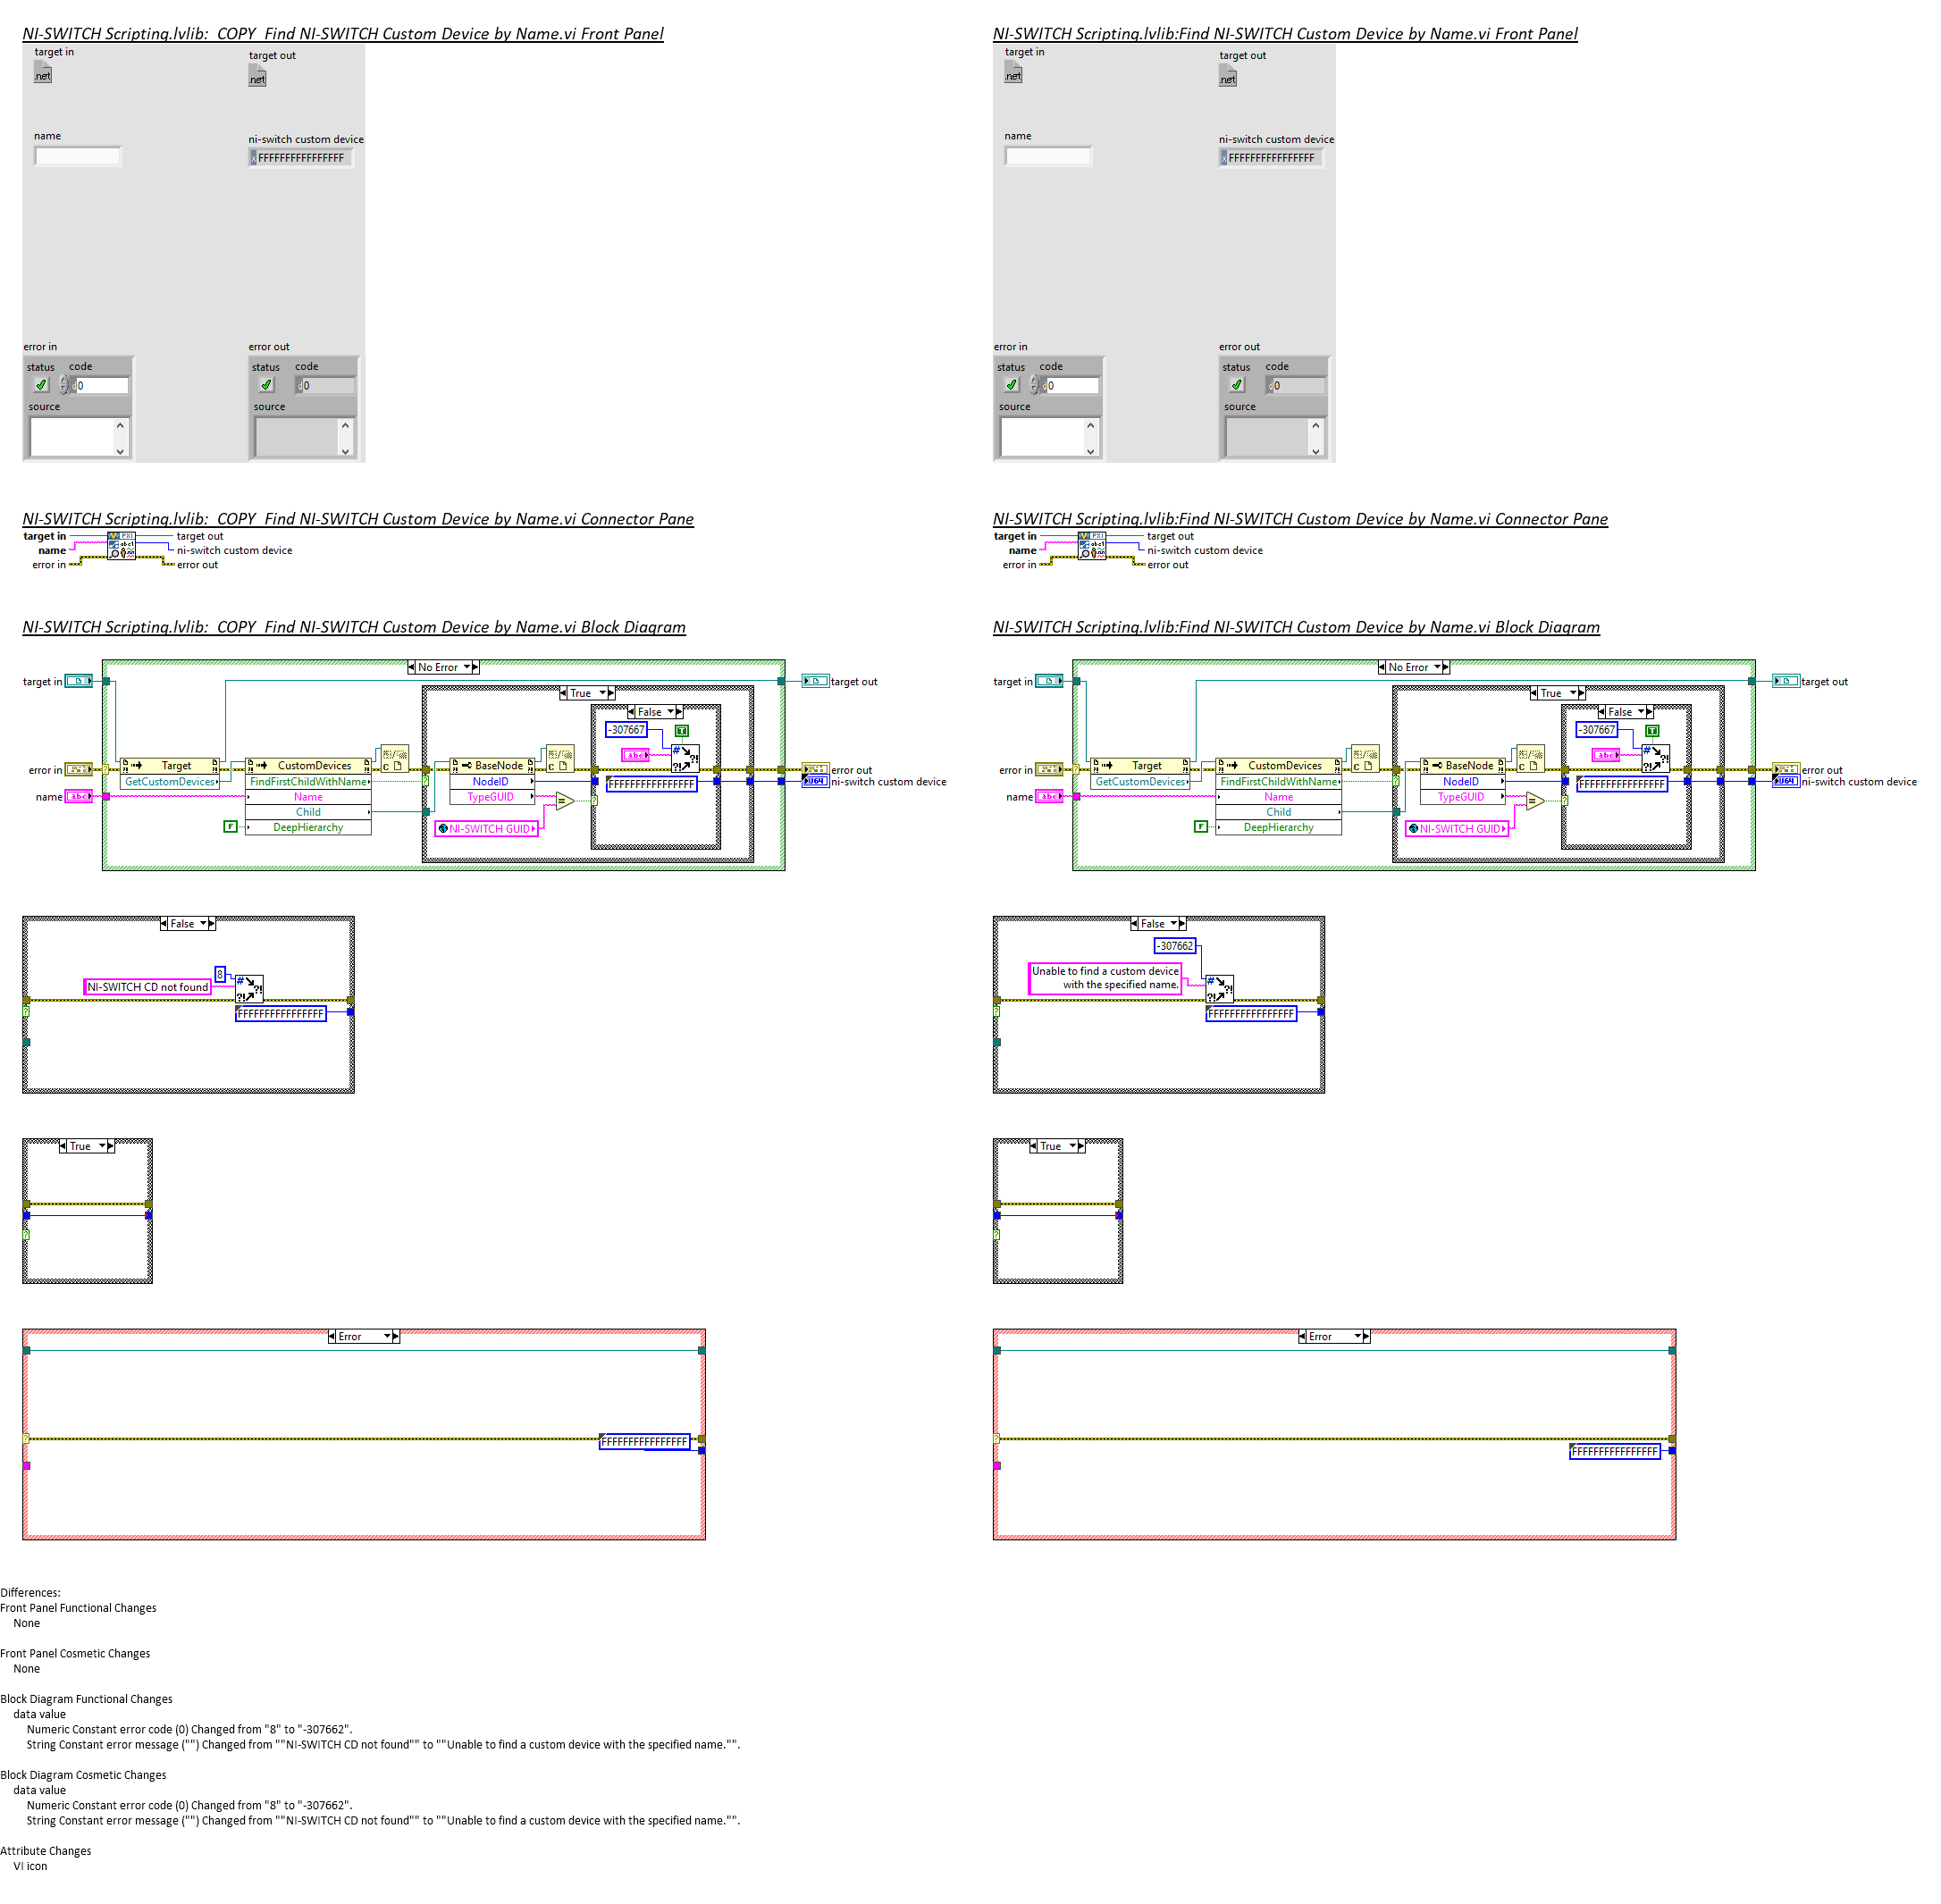 NI-SWITCH Scripting.lvlib:  COPY  Find NI-SWITCH Custom Device by Name.vi Front Panel
target in
target out
.net
.net
name
ni-switch custom device
x FFFFFFFFFFFFFFFF
error in
error out
status code
status code
d 0
d 0
source
source
NI-SWITCH Scripting.lvlib:  COPY  Find NI-SWITCH Custom Device by Name.vi Connector Pane
target in
target out
name
ni-switch custom device
error in
error out
NI-SWITCH Scripting.lvlib:  COPY  Find NI-SWITCH Custom Device by Name.vi Block Diagram
No Error
target in
target out
True
False
-307667
T
abc
Target
CustomDevices
BaseNode
error in
error out
GetCustomDevices
FindFirstChildWithName
NodeID
FFFFFFFFFFFFFFFF
U64
ni-switch custom device
name
abc
Name
TypeGUID
=
Child
F
DeepHierarchy
NI-SWITCH GUID
False
8
NI-SWITCH CD not found
FFFFFFFFFFFFFFFF
True
Error
FFFFFFFFFFFFFFFF
NI-SWITCH Scripting.lvlib:Find NI-SWITCH Custom Device by Name.vi Front Panel
target in
target out
.net
.net
name
ni-switch custom device
x FFFFFFFFFFFFFFFF
error in
error out
status code
status code
d 0
d 0
source
source
NI-SWITCH Scripting.lvlib:Find NI-SWITCH Custom Device by Name.vi Connector Pane
target in
target out
name
ni-switch custom device
error in
error out
NI-SWITCH Scripting.lvlib:Find NI-SWITCH Custom Device by Name.vi Block Diagram
No Error
target in
target out
True
False
-307667
T
abc
Target
CustomDevices
BaseNode
error in
error out
GetCustomDevices
FindFirstChildWithName
NodeID
FFFFFFFFFFFFFFFF
U64
ni-switch custom device
name
abc
Name
TypeGUID
=
Child
F
DeepHierarchy
NI-SWITCH GUID
False
-307662
Unable to find a custom device
with the specified name.
FFFFFFFFFFFFFFFF
True
Error
FFFFFFFFFFFFFFFF
Differences:
Front Panel Functional Changes
None
Front Panel Cosmetic Changes
None
Block Diagram Functional Changes
data value
Numeric Constant error code (0) Changed from "8" to "-307662".
String Constant error message ("") Changed from ""NI-SWITCH CD not found"" to ""Unable to find a custom device with the specified name."".
Block Diagram Cosmetic Changes
data value
Numeric Constant error code (0) Changed from "8" to "-307662".
String Constant error message ("") Changed from ""NI-SWITCH CD not found"" to ""Unable to find a custom device with the specified name."".
Attribute Changes
VI icon